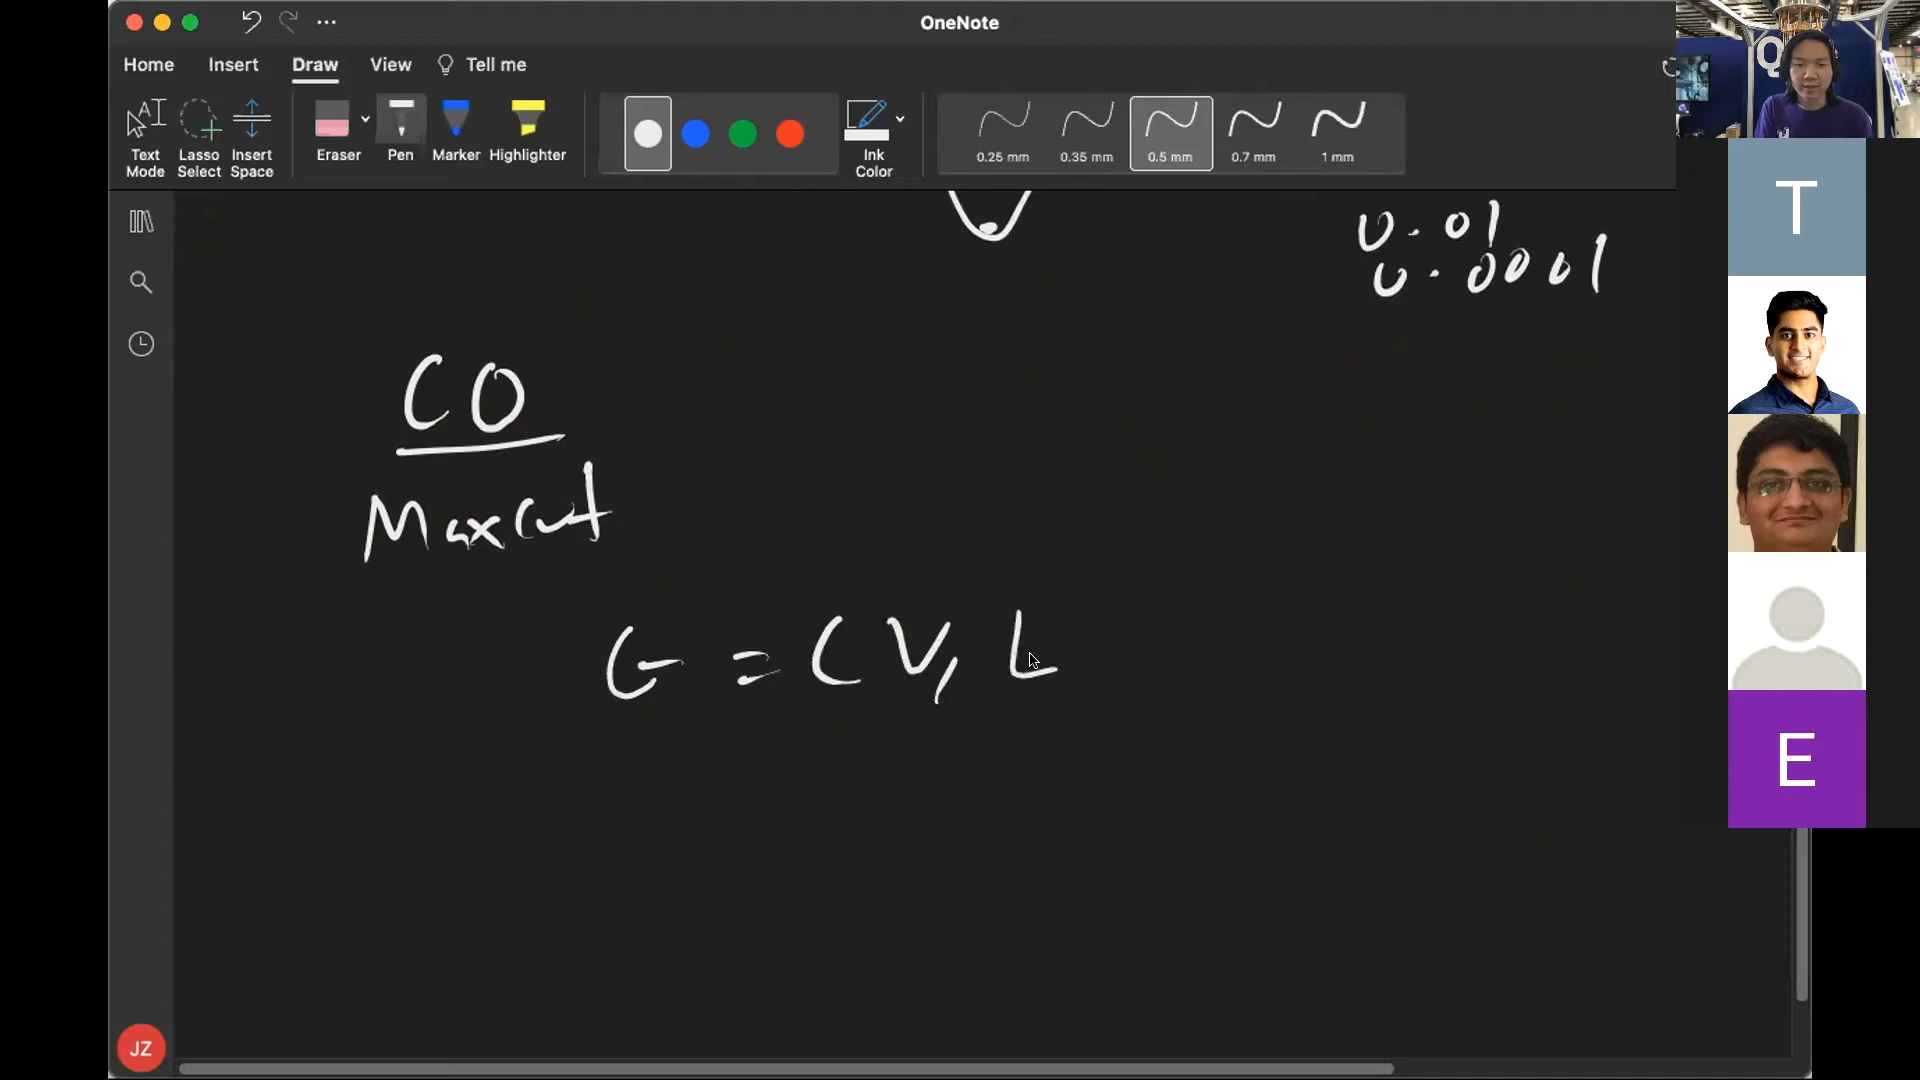 OneNote
Home Insert Draw View Tell me
Text Mode
Lasso Select
Insert Space
Eraser
Pen
Marker
Highlighter
Ink Color
0.25 mm
0.35 mm
0.5 mm
0.7 mm
1 mm
Q
T
0.01
0.0001
CO
MaxCut
G = (V, L
E
JZ